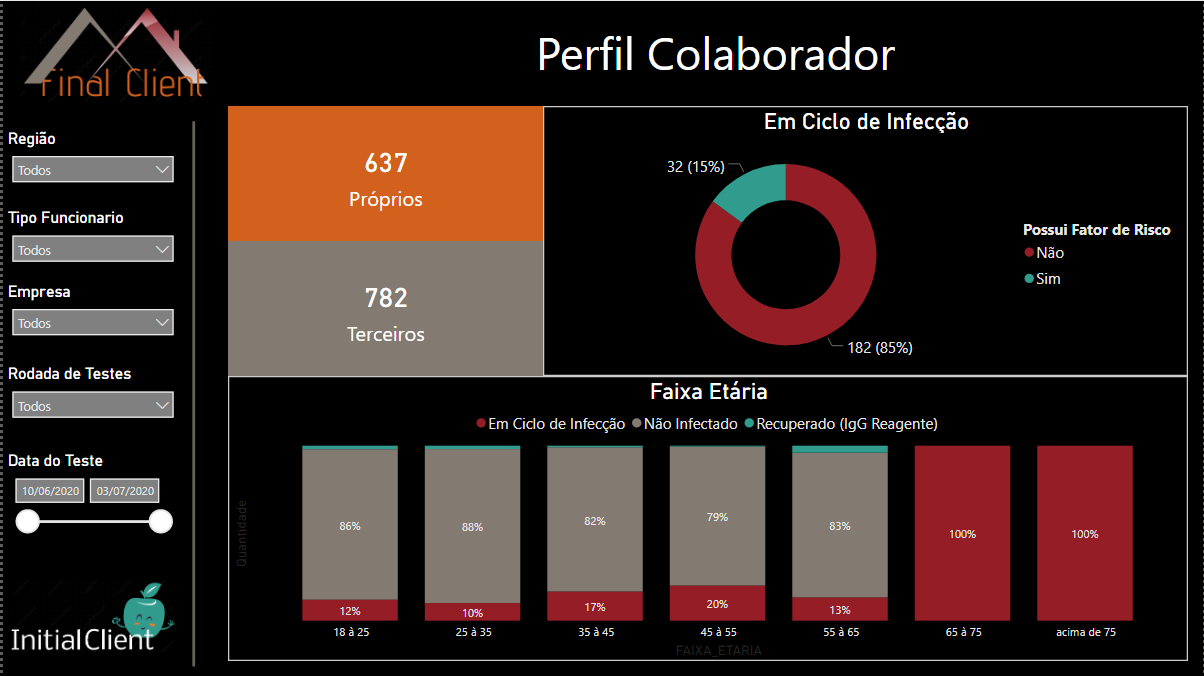 Final Client
Perfil Colaborador
Região
Todos
Tipo Funcionario
Todos
Empresa
Todos
Rodada de Testes
Todos
Data do Teste
10/06/2020 03/07/2020
InitialClient
637
Próprios
782
Terceiros
Em Ciclo de Infecção
32 (15%)
182 (85%)
Possui Fator de Risco
Não
Sim
Faixa Etária
Em Ciclo de Infecção Não Infectado Recuperado (IgG Reagente)
Quantidade
86% 88% 82% 79% 83% 100% 100%
12% 10% 17% 20% 13%
18 à 25 25 à 35 35 à 45 45 à 55 55 à 65 65 à 75 acima de 75
FAIXA_ETARIA